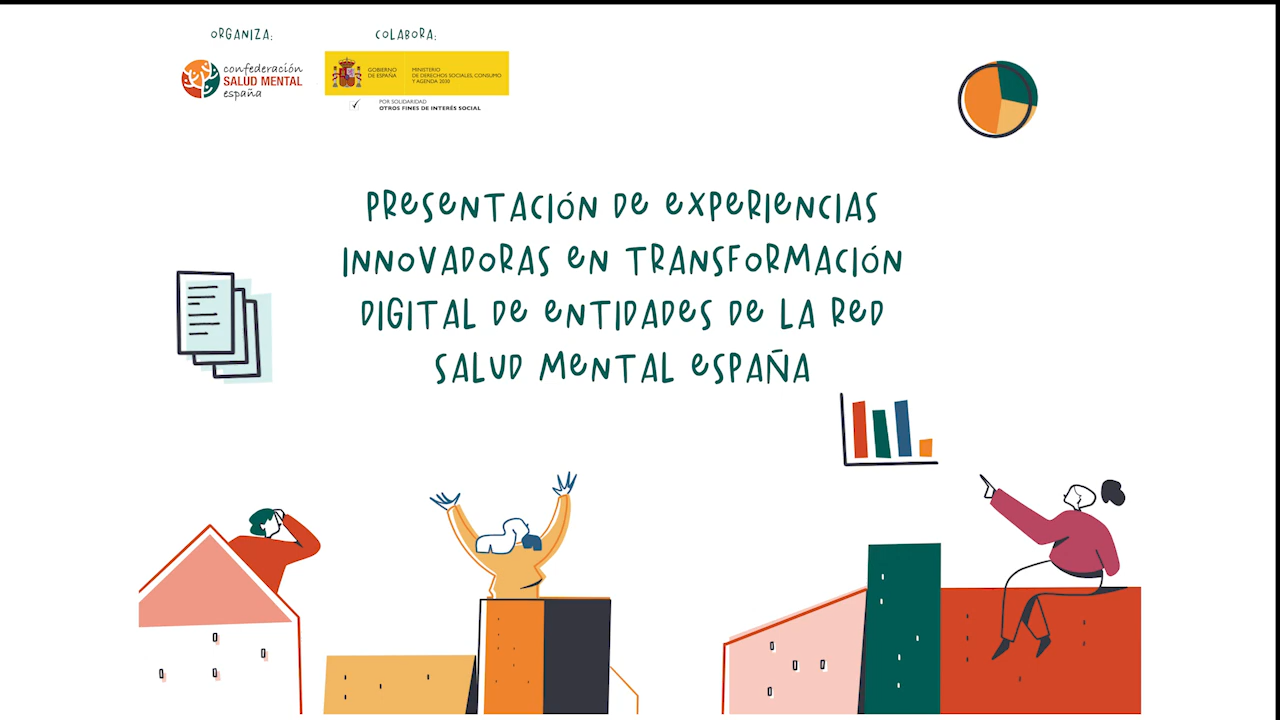 ORGANIZA:
COLABORA:
confederación
SALUD MENTAL
españa
GOBIERNO
DE ESPAÑA
MINISTERIO
DE DERECHOS SOCIALES, CONSUMO
Y AGENDA 2030
POR SOLIDARIDAD
OTROS FINES DE INTERÉS SOCIAL
PRESENTACIÓN DE EXPERIENCIAS
INNOVADORAS EN TRANSFORMACIÓN
DIGITAL DE ENTIDADES DE LA RED
SALUD MENTAL ESPAÑA